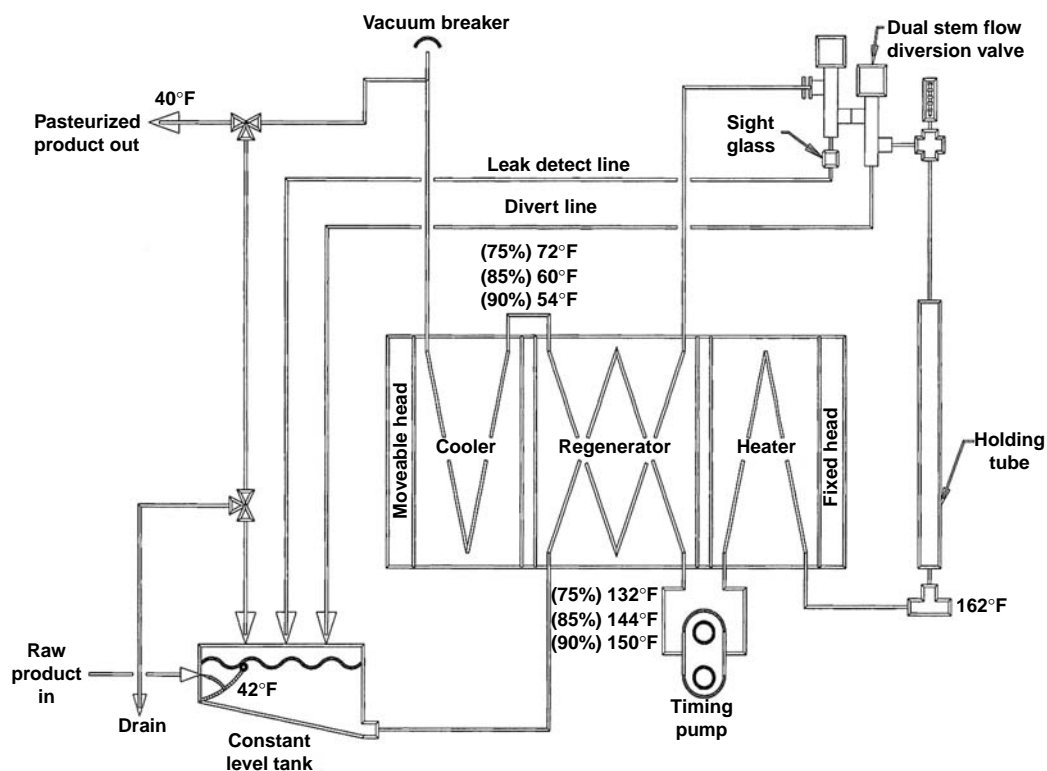 Vacuum breaker
Dual stem flow
diversion valve
40°F
Pasteurized
product out
Sight
glass
Leak detect line
Divert line
(75%) 72°F
(85%) 60°F
(90%) 54°F
Moveable head
Cooler
Regenerator
Heater
Fixed head
Holding
tube
(75%) 132°F
(85%) 144°F
(90%) 150°F
162°F
Raw
product
in
42°F
Drain
Constant
level tank
Timing
pump